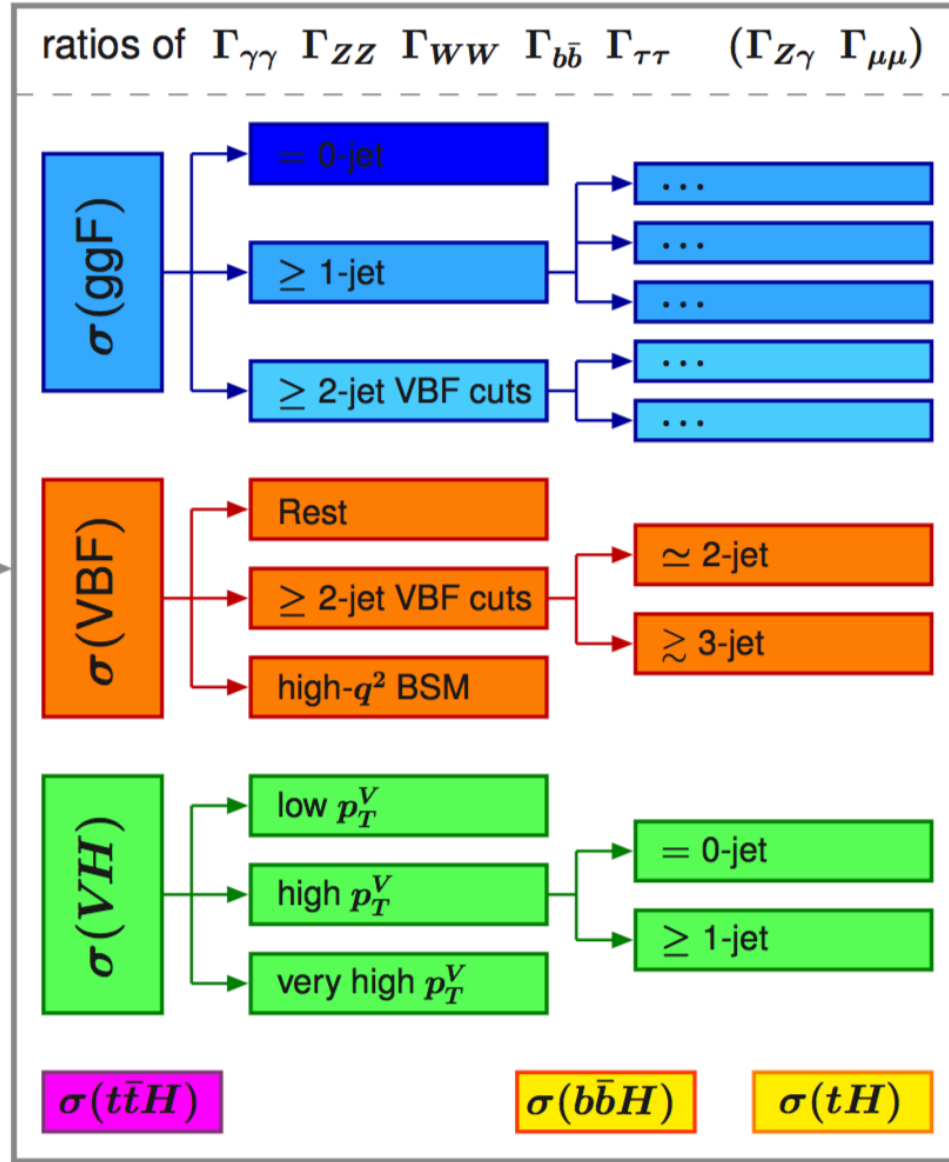 ratios of Γγγ ΓZZ ΓWW Γbb̄ Γττ (ΓZγ Γμμ)
σ(ggF)
= 0-jet
≥ 1-jet
≥ 2-jet VBF cuts
...
...
...
...
...
σ(VBF)
Rest
≥ 2-jet VBF cuts
high-q² BSM
≃ 2-jet
≳ 3-jet
σ(VH)
low p_T^V
high p_T^V
very high p_T^V
= 0-jet
≥ 1-jet
σ(tt̄H)
σ(bb̄H)
σ(tH)